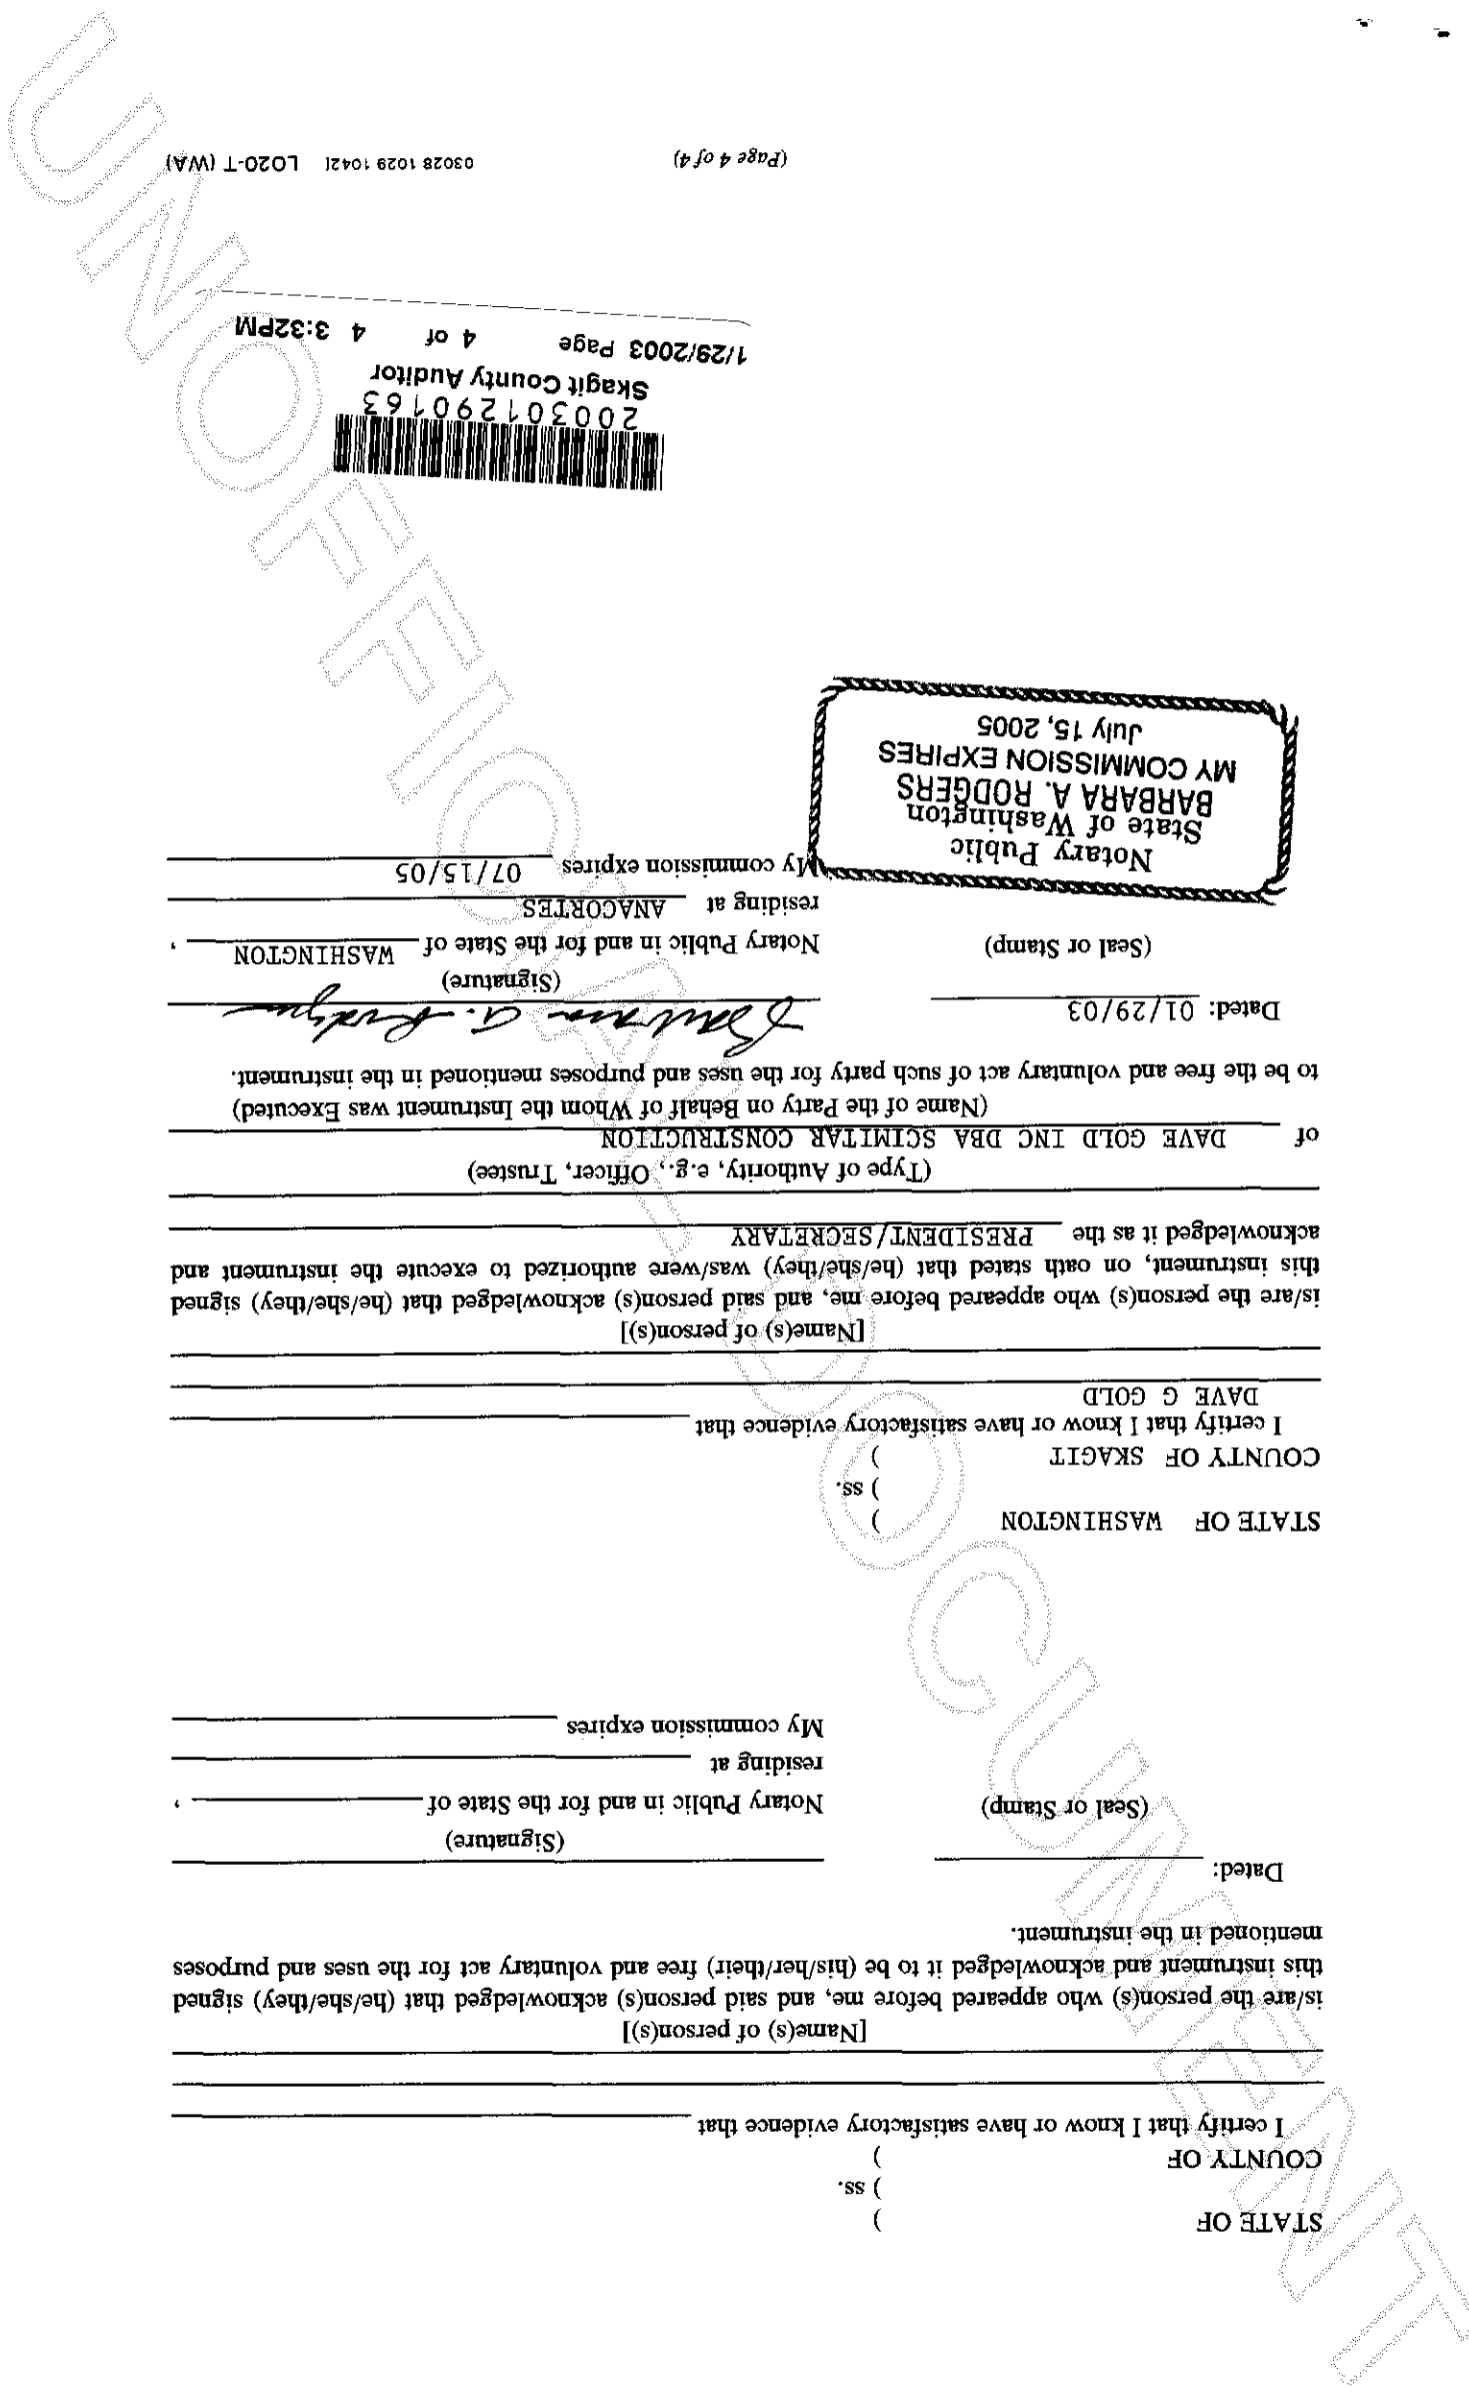 STATE OF )
) ss.
COUNTY OF )
I certify that I know or have satisfactory evidence that
[Name(s) of person(s)]
is/are the person(s) who appeared before me, and said person(s) acknowledged that (he/she/they) signed
this instrument and acknowledged it to be (his/her/their) free and voluntary act for the uses and purposes
mentioned in the instrument.
Dated:
(Signature)
(Seal or Stamp) Notary Public in and for the State of ,
residing at
My commission expires
STATE OF WASHINGTON )
) ss.
COUNTY OF SKAGIT )
I certify that I know or have satisfactory evidence that
DAVE G GOLD
[Name(s) of person(s)]
is/are the person(s) who appeared before me, and said person(s) acknowledged that (he/she/they) signed
this instrument, on oath stated that (he/she/they) was/were authorized to execute the instrument and
acknowledged it as the PRESIDENT/SECRETARY
(Type of Authority, e.g., Officer, Trustee)
of DAVE GOLD INC DBA SCIMITAR CONSTRUCTION
(Name of the Party on Behalf of Whom the Instrument was Executed)
to be the free and voluntary act of such party for the uses and purposes mentioned in the instrument.
Dated: 01/29/03 Barbara A. Rodgers
(Signature)
(Seal or Stamp) Notary Public in and for the State of WASHINGTON ,
residing at ANACORTES
My commission expires 07/15/05
Notary Public
State of Washington
BARBARA A. RODGERS
MY COMMISSION EXPIRES
July 15, 2005
200301290163
Skagit County Auditor
1/29/2003 Page 4 of 4 3:32PM
(Page 4 of 4) 03028 1029 1042[ LO20-T (WA)
UNOFFICIAL DOCUMENT